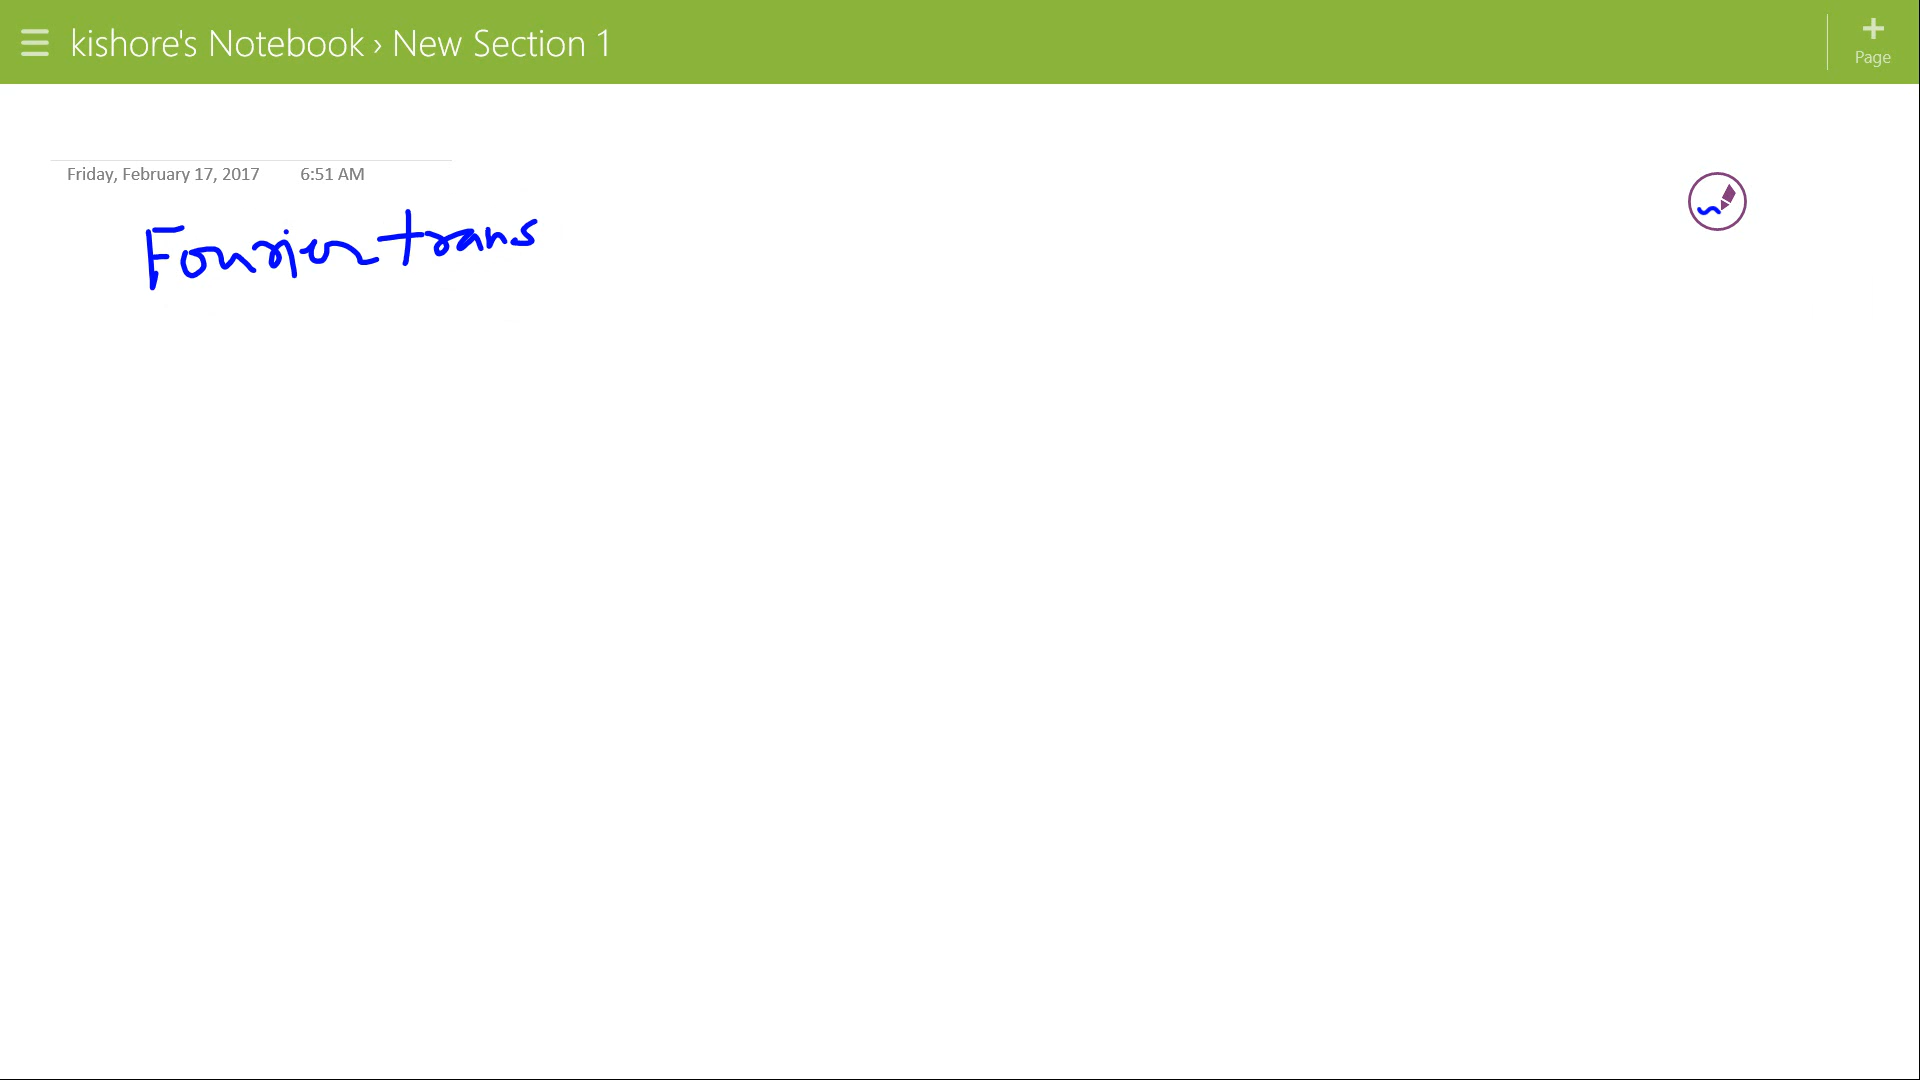 kishore's Notebook › New Section 1
Page
Friday, February 17, 2017 6:51 AM
Fourier trans